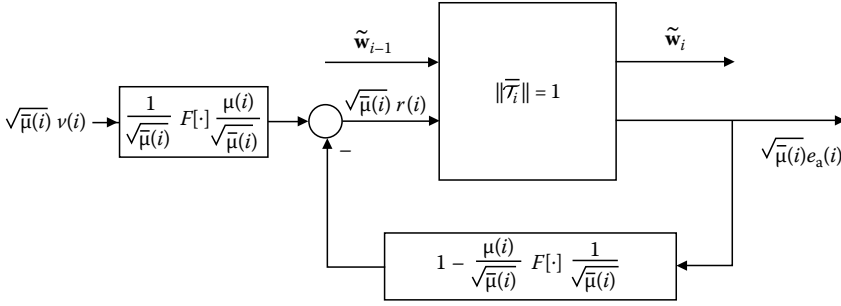 w̃ᵢ₋₁
w̃ᵢ
‖𝒯̅ᵢ‖ = 1
√μ̅(i) ν(i)
1/√μ̅(i) F[·] μ(i)/√μ̅(i)
√μ̅(i) r(i)
−
√μ̅(i)eₐ(i)
1 − μ(i)/√μ̅(i) F[·] 1/√μ̅(i)